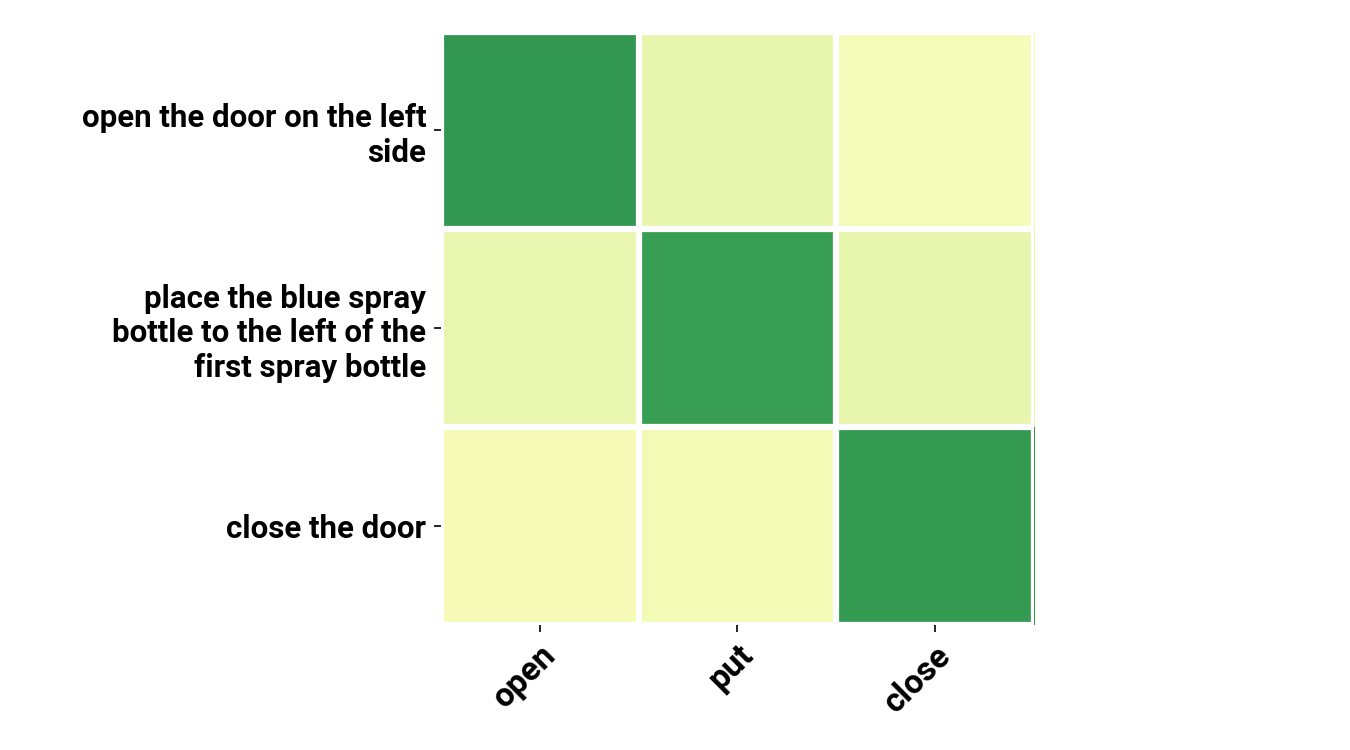 open the door on the left
side
place the blue spray
bottle to the left of the
first spray bottle
close the door
open
put
close